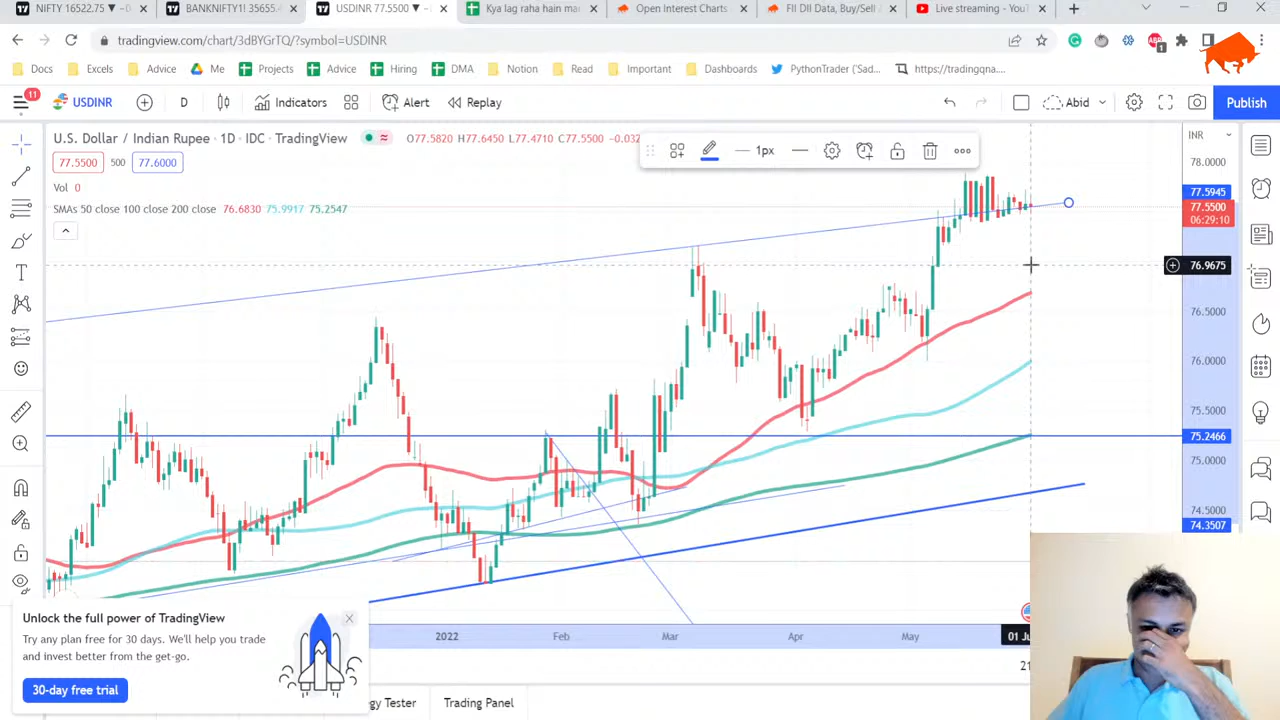 NIFTY 16522.75 ▼ -D
BANKNIFTY1! 35655.4
USDINR 77.5500 ▼
Kya lag raha hain mar
Open Interest Charts
FII DII Data, Buy/Sell A
Live streaming - YouT
tradingview.com/chart/3dBYGrTQ/?symbol=USDINR
Docs
Excels
Advice
Me
Projects
Advice
Hiring
DMA
Notion
Read
Important
Dashboards
PythonTrader ('Sad...
https://tradingqna....
11
USDINR
D
Indicators
Alert
Replay
Abid
Publish
U.S. Dollar / Indian Rupee · 1D · IDC · TradingView
O77.5820 H77.6450 L77.4710 C77.5500 -0.032
INR
77.5500
500
77.6000
1px
Vol 0
SMAs 50 close 100 close 200 close 76.6830 75.9917 75.2547
78.0000
77.5945
77.5500
06:29:10
76.9675
76.5000
76.0000
75.5000
75.2466
75.0000
74.5000
74.3507
Unlock the full power of TradingView
Try any plan free for 30 days. We'll help you trade
and invest better from the get-go.
30-day free trial
2022
Feb
Mar
Apr
May
01 Ju
21
gy Tester
Trading Panel